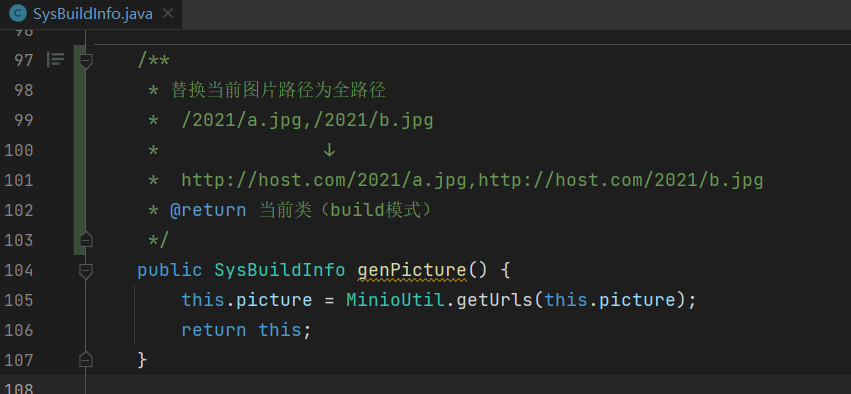 SysBuildInfo.java
96
97 /**
98 * 替换当前图片路径为全路径
99 * /2021/a.jpg,/2021/b.jpg
100 * ↓
101 * http://host.com/2021/a.jpg,http://host.com/2021/b.jpg
102 * @return 当前类（build模式）
103 */
104 public SysBuildInfo genPicture() {
105 this.picture = MinioUtil.getUrls(this.picture);
106 return this;
107 }
108